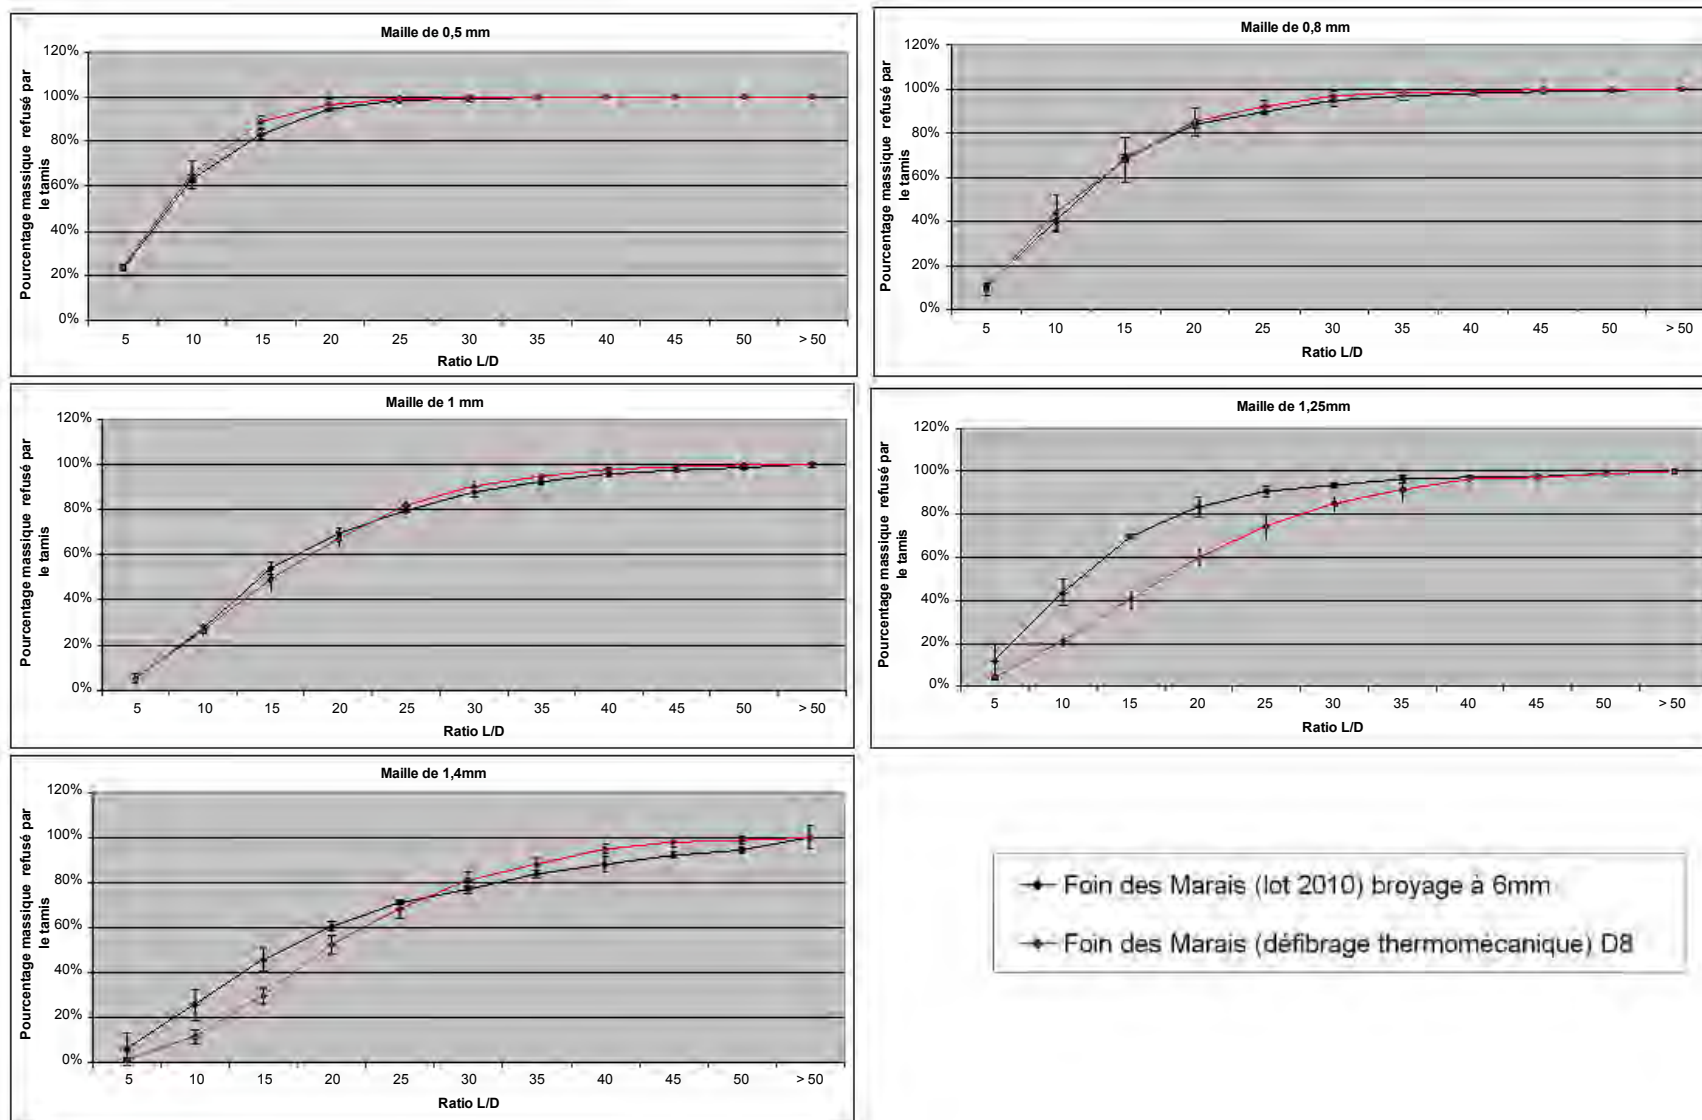 Maille de 0,5 mm
Pourcentage massique refusé par
le tamis
120%
100%
80%
60%
40%
20%
0%
5 10 15 20 25 30 35 40 45 50 > 50
Ratio L/D
Maille de 0,8 mm
Pourcentage massique refusé par
le tamis
120%
100%
80%
60%
40%
20%
0%
5 10 15 20 25 30 35 40 45 50 > 50
Ratio L/D
Maille de 1 mm
Pourcentage massique refusé par
le tamis
120%
100%
80%
60%
40%
20%
0%
5 10 15 20 25 30 35 40 45 50 > 50
Ratio L/D
Maille de 1,25mm
Pourcentage massique refusé par
le tamis
120%
100%
80%
60%
40%
20%
0%
5 10 15 20 25 30 35 40 45 50 > 50
Ratio L/D
Maille de 1,4mm
Pourcentage massique refusé par
le tamis
120%
100%
80%
60%
40%
20%
0%
5 10 15 20 25 30 35 40 45 50 > 50
Ratio L/D
Foin des Marais (lot 2010) broyage à 6mm
Foin des Marais (défibrage thermomécanique) D8